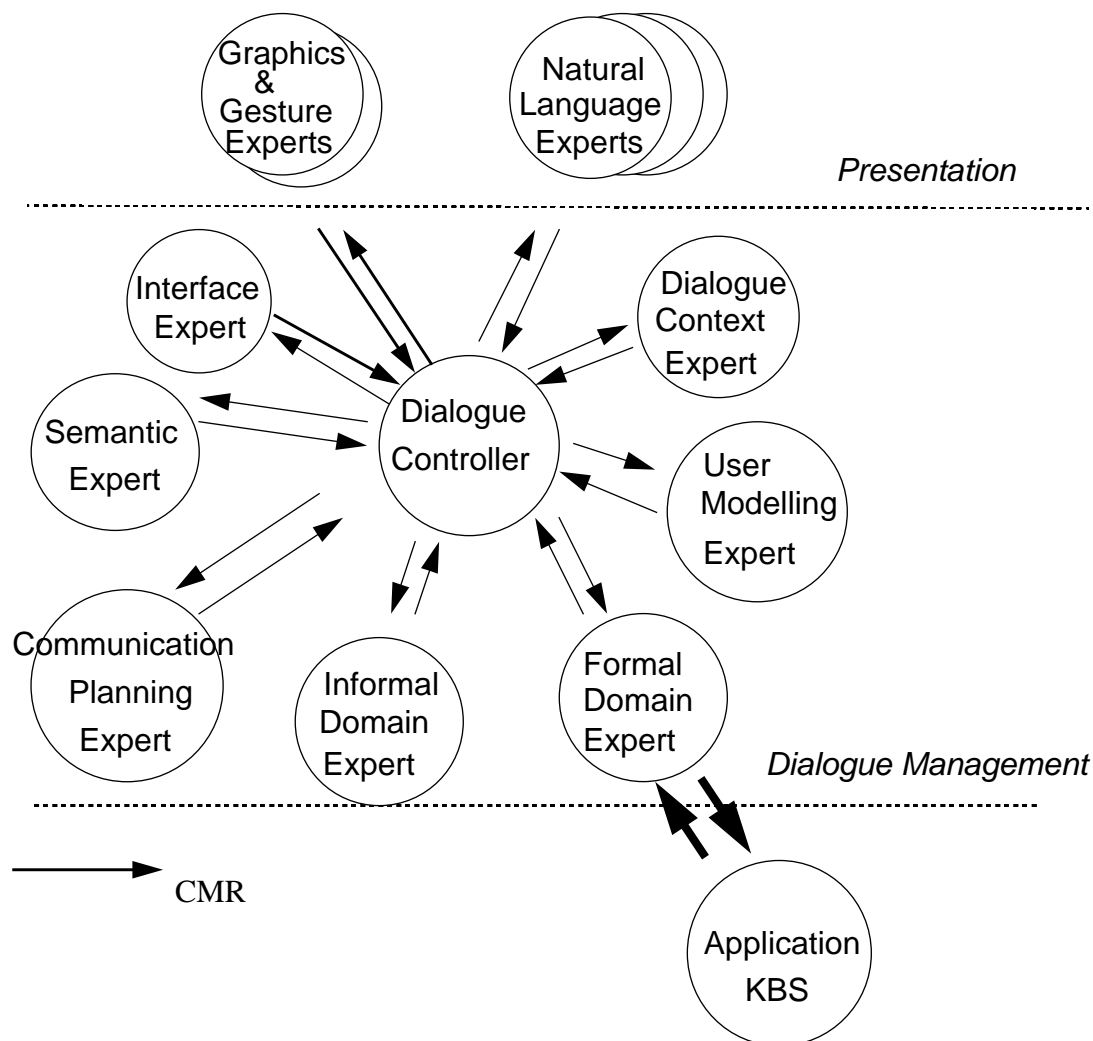 Graphics
&
Gesture
Experts
Natural
Language
Experts
Presentation
Interface
Expert
Dialogue
Context
Expert
Dialogue
Controller
Semantic
Expert
User
Modelling
Expert
Communication
Planning
Expert
Informal
Domain
Expert
Formal
Domain
Expert
Dialogue Management
CMR
Application
KBS